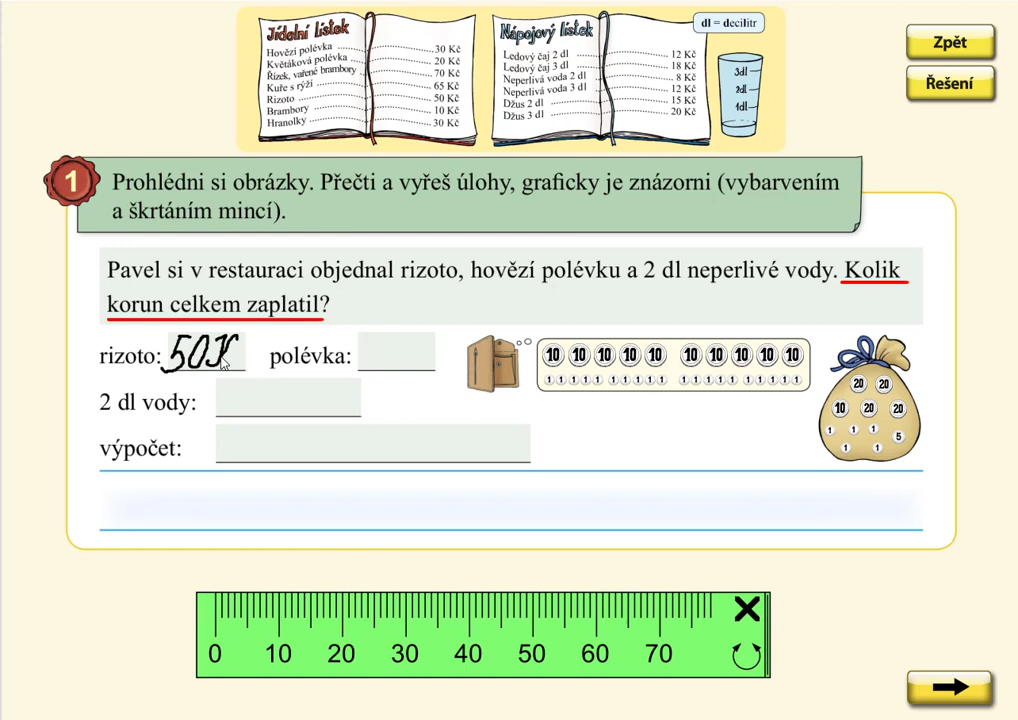 Jídelní lístek
Hovězí polévka 30 Kč
Květáková polévka 20 Kč
Řízek, vařené brambory 70 Kč
Kuře s rýží 65 Kč
Rizoto 50 Kč
Brambory 10 Kč
Hranolky 30 Kč
Nápojový lístek
Ledový čaj 2 dl 12 Kč
Ledový čaj 3 dl 18 Kč
Neperlivá voda 2 dl 8 Kč
Neperlivá voda 3 dl 12 Kč
Džus 2 dl 15 Kč
Džus 3 dl 20 Kč
dl = decilitr
3dl
2dl
1dl
Zpět
Řešení
1
Prohlédni si obrázky. Přečti a vyřeš úlohy, graficky je znázorni (vybarvením
a škrtáním mincí).
Pavel si v restauraci objednal rizoto, hovězí polévku a 2 dl neperlivé vody. Kolik
korun celkem zaplatil?
rizoto: 50 K polévka:
2 dl vody:
výpočet:
10 10 10 10 10 10 10 10 10 10
1 1 1 1 1 1 1 1 1 1 1 1 1 1 1 1 1 1 1 1
20 20
10 20 20
1 1 1 5
1 1
0 10 20 30 40 50 60 70